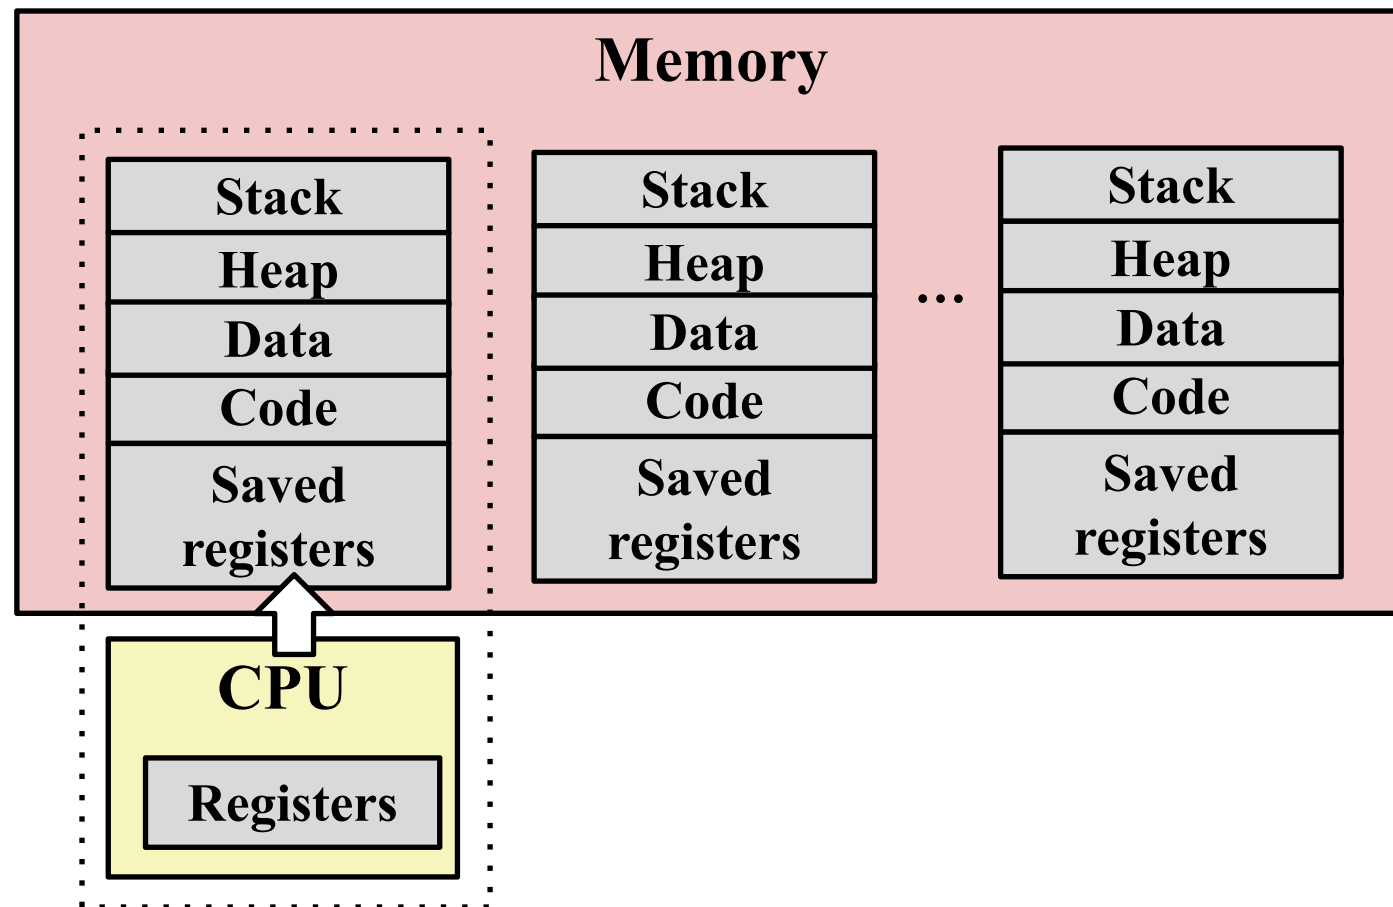 Memory
Stack
Heap
Data
Code
Saved
registers
Stack
Heap
Data
Code
Saved
registers
...
Stack
Heap
Data
Code
Saved
registers
CPU
Registers